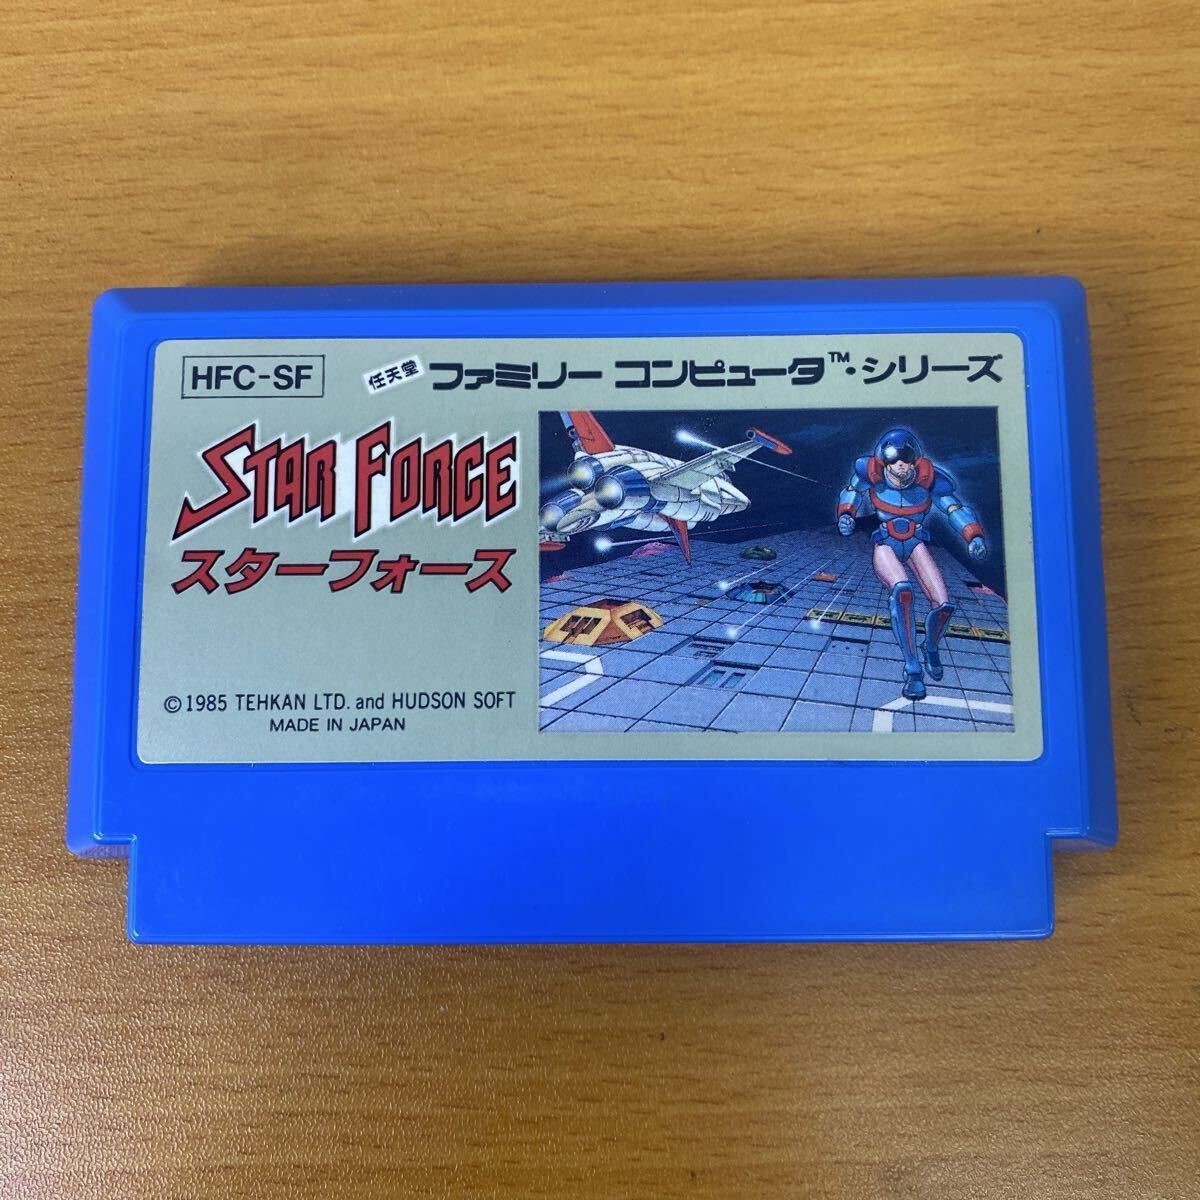 HFC-SF
任天堂 ファミリー コンピュータ™・シリーズ
STAR FORCE
スターフォース
©1985 TEHKAN LTD. and HUDSON SOFT
MADE IN JAPAN